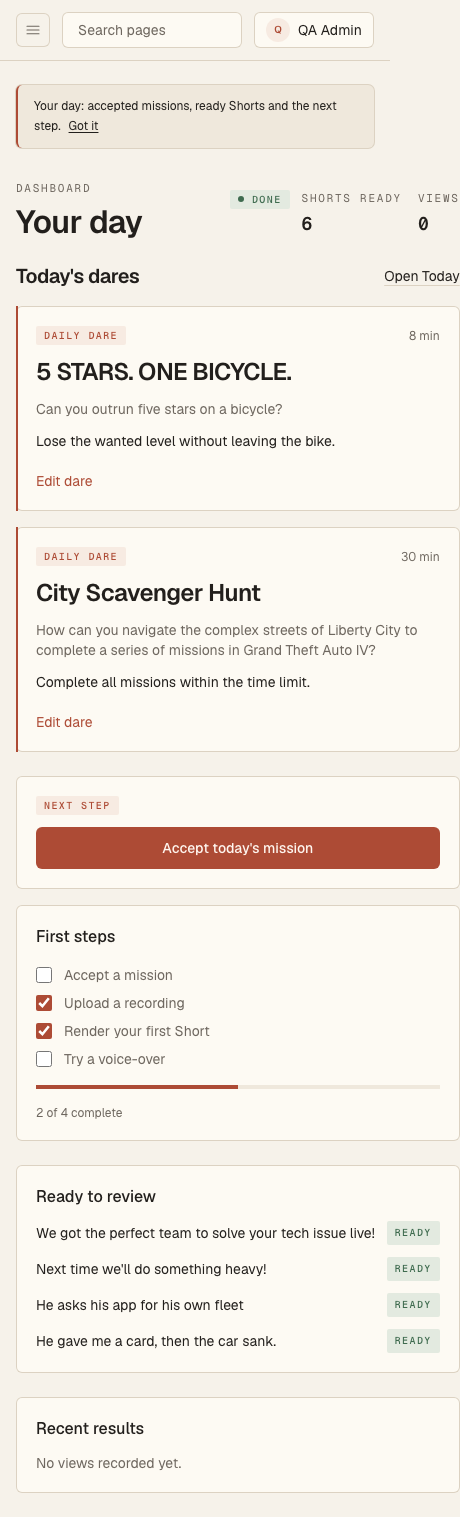 Search pages
Q
QA Admin
Your day: accepted missions, ready Shorts and the next
step. Got it
DASHBOARD
Your day
DONE
SHORTS READY
6
VIEWS
0
Today's dares
Open Today
DAILY DARE
8 min
5 STARS. ONE BICYCLE.
Can you outrun five stars on a bicycle?
Lose the wanted level without leaving the bike.
Edit dare
DAILY DARE
30 min
City Scavenger Hunt
How can you navigate the complex streets of Liberty City to
complete a series of missions in Grand Theft Auto IV?
Complete all missions within the time limit.
Edit dare
NEXT STEP
Accept today's mission
First steps
Accept a mission
Upload a recording
Render your first Short
Try a voice-over
2 of 4 complete
Ready to review
We got the perfect team to solve your tech issue live!
READY
Next time we'll do something heavy!
READY
He asks his app for his own fleet
READY
He gave me a card, then the car sank.
READY
Recent results
No views recorded yet.